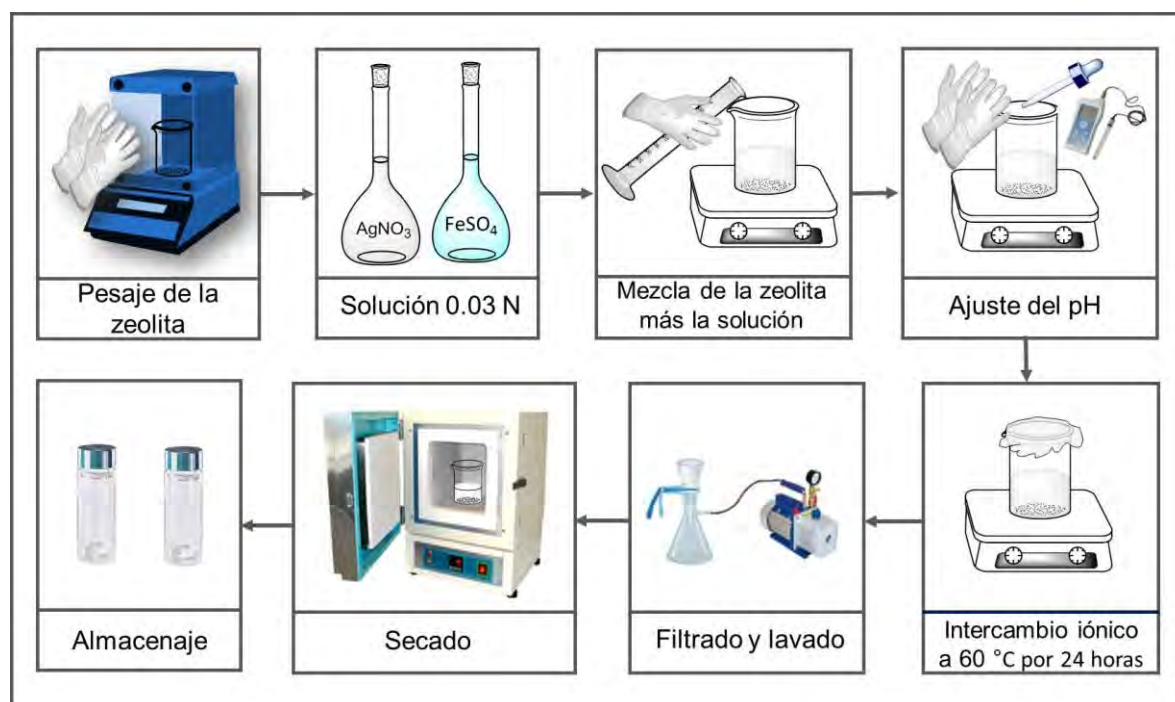 AgNO₃
FeSO₄
Pesaje de la
zeolita
Solución 0.03 N
Mezcla de la zeolita
más la solución
Ajuste del pH
Intercambio iónico
a 60 °C por 24 horas
Filtrado y lavado
Secado
Almacenaje